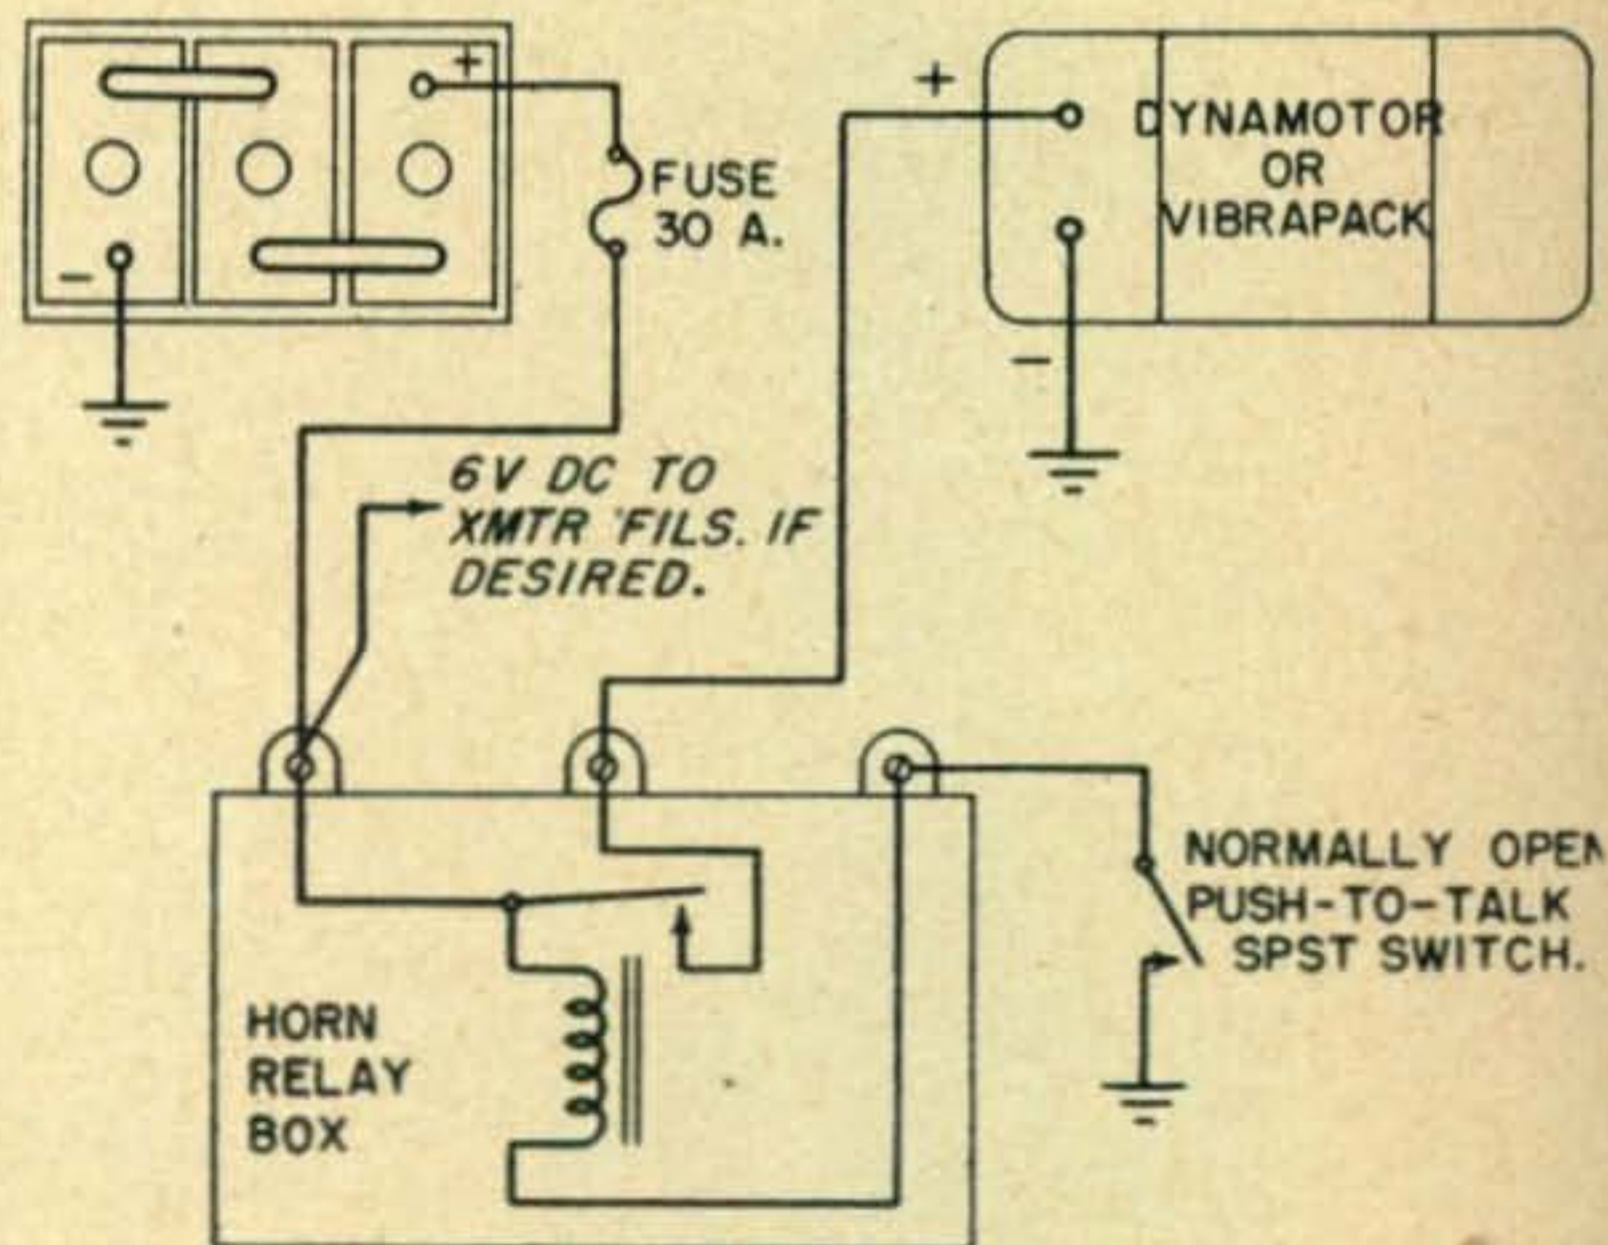 +
FUSE
30 A.
-
+
DYNAMOTOR
OR
VIBRAPACK
-
6V DC TO
XMTR FILS. IF
DESIRED.
NORMALLY OPEN
PUSH-TO-TALK
SPST SWITCH.
HORN
RELAY
BOX